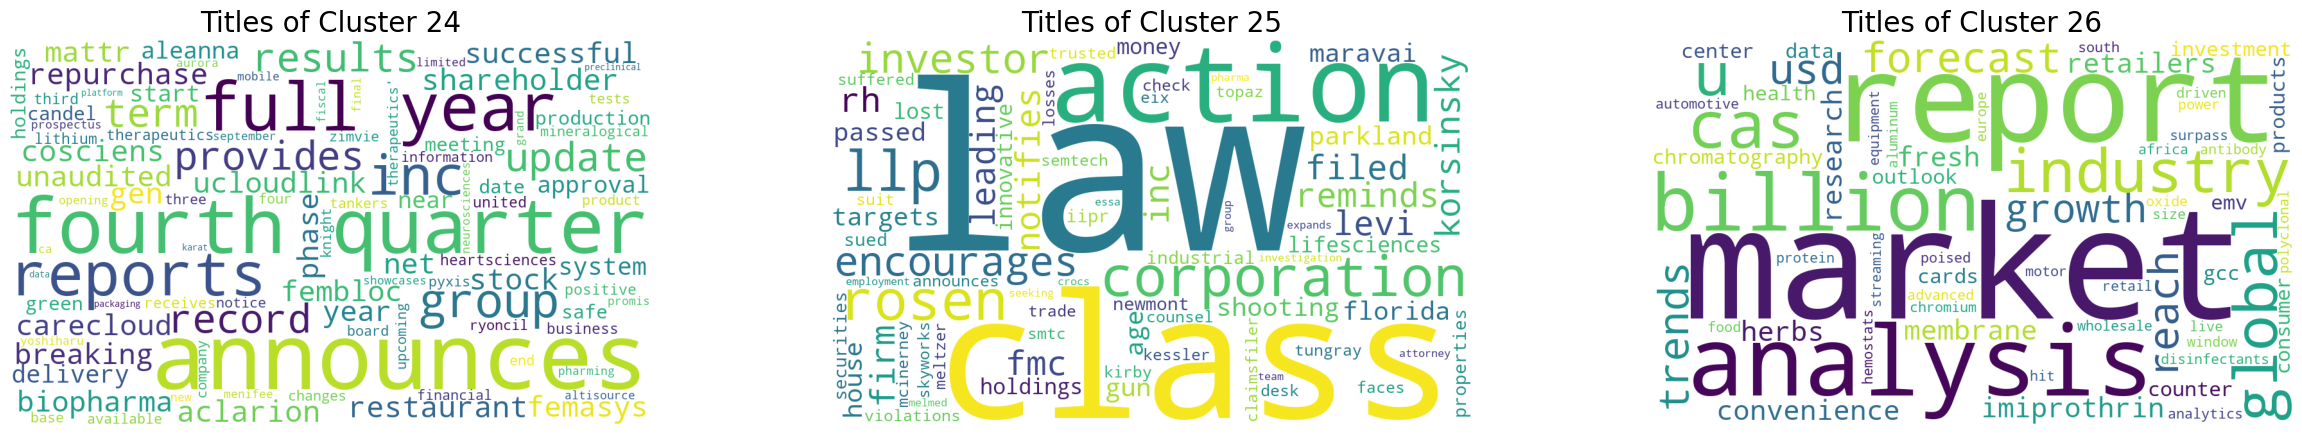 Titles of Cluster 24
holdings mattr aleanna results successful
aurora limited preclinical
repurchase mobile shareholder
third platform start full year fiscal final tests
candel term production
prospectus therapeutics september zimvie grand mineralogical
lithium information meeting
cosciens provides therapeutics' update
unaudited ucloudlink inc date approval
gen near united
opening three four tankers product
fourth quarter
phase knight neurosciences
ca karat
reports net heartsciences system
data showcases pyxis stock
green packaging receives notice fembloc group positive promis
carecloud record year safe
board upcoming ryoncil business
yoshiharu
breaking announces
company end
delivery pharming
new menifee changes financial altisource
biopharma aclarion restaurant femasys
base available
Titles of Cluster 25
investor trusted money maravai
suffered action check pharma
rh lost losses eix topaz
passed leading innovative notifies parkland korsinsky
llp law semtech filed
suit inc reminds
targets iipr essa group expands levi
sued lifesciences
encourages industrial investigation
employment announces corporation
rosen seeking crocs
newmont shooting
securities trade counsel florida
house firm mcinerney skyworks meltzer smtc age class
fmc kessler tungray attorney properties
holdings kirby gun claimsfiler team desk faces
melmed
violations
Titles of Cluster 26
center data forecast south investment
u usd retailers products
automotive health report driven
cas researcher equipment aluminum europe power
surpass
chromatography fresh africa antibody
outlook industry
billion growth oxide emv
size
market global polyclonal
trends protein streaming poised motor reach gcc
cards
advanced retail consumer
chromium
food herbs hemostats membrane wholesale live
window
analysis disinfectants
hit counter
convenience imiprothrin analytics